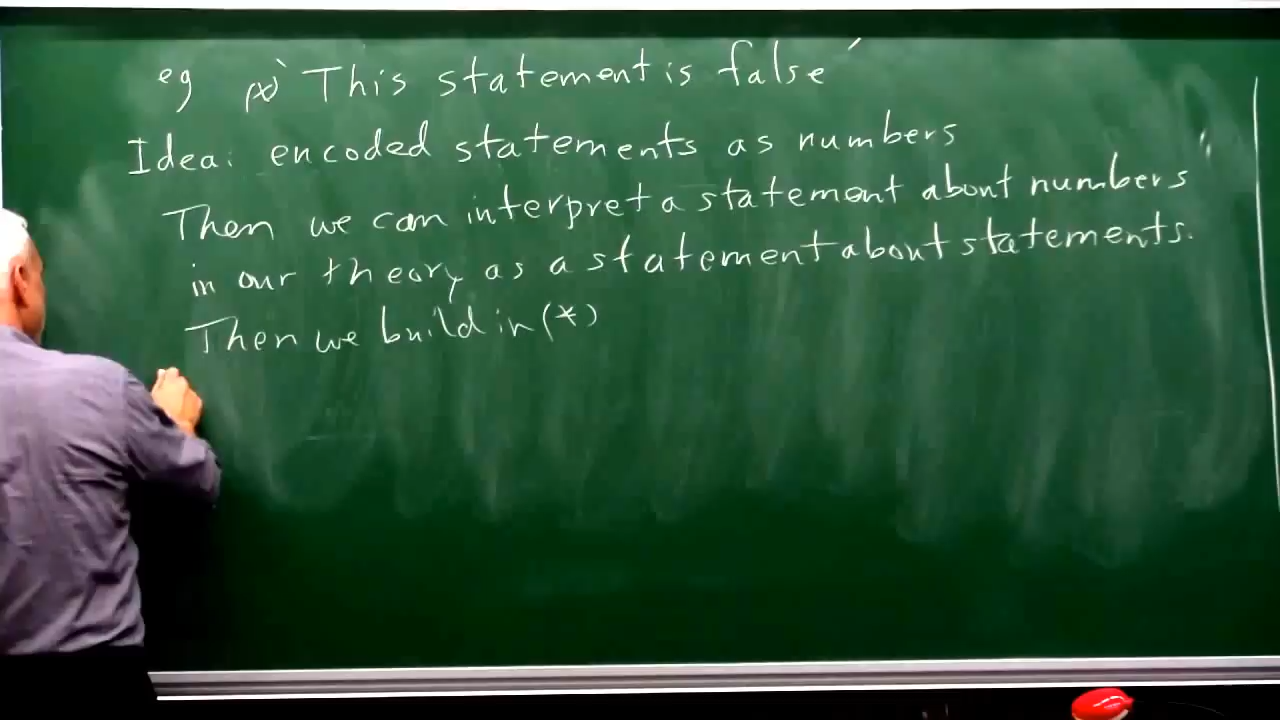 eg (*) `This statement is false´
Idea: encoded statements as numbers
Then we can interpret a statement about numbers
in our theory as a statement about statements.
Then we build in (*)